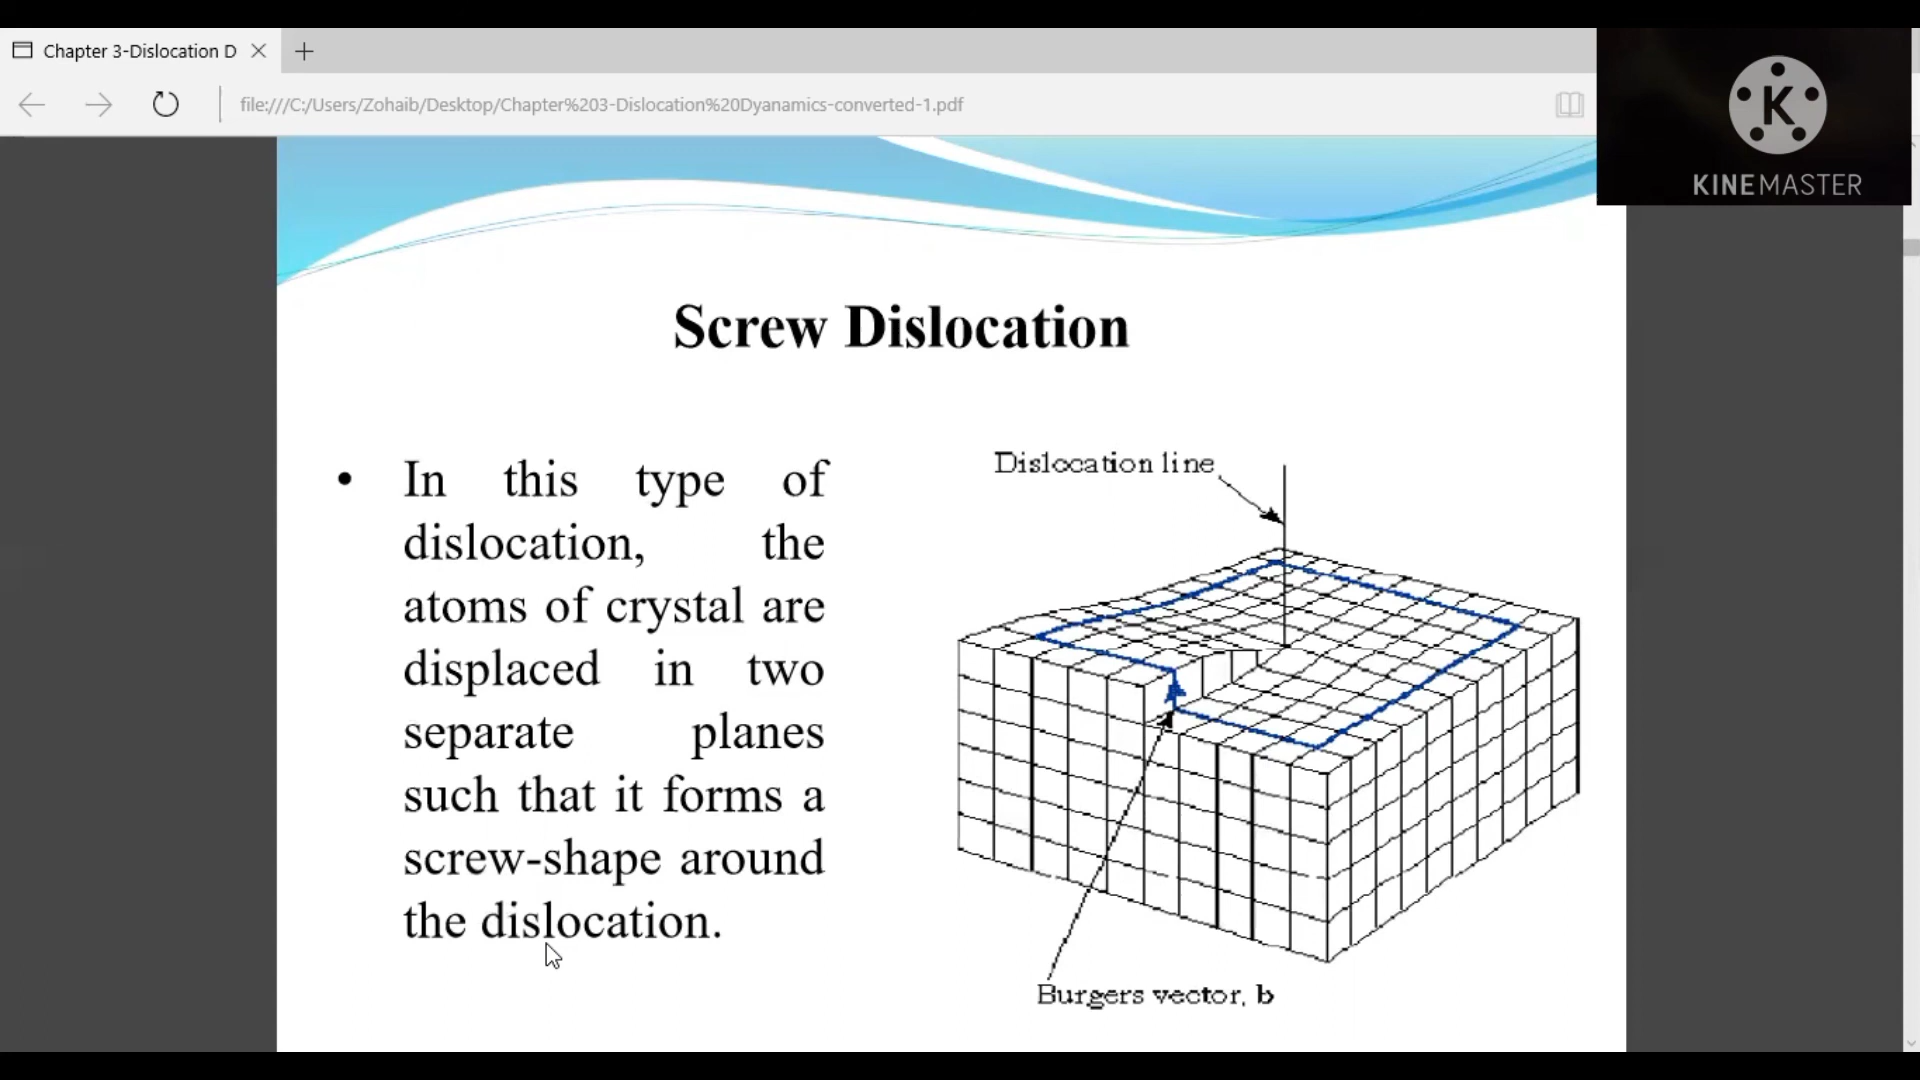 Chapter 3-Dislocation D
file:///C:/Users/Zohaib/Desktop/Chapter%203-Dislocation%20Dyanamics-converted-1.pdf
K
KINEMASTER
Screw Dislocation
• In this type of
dislocation, the
atoms of crystal are
displaced in two
separate planes
such that it forms a
screw-shape around
the dislocation.
Dislocation line
Burgers vector, b